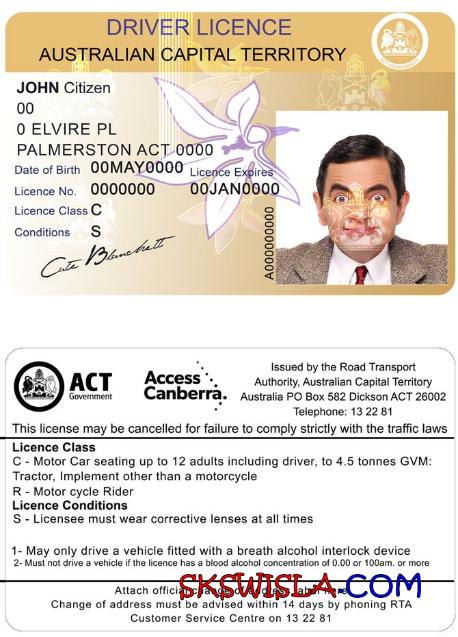 DRIVER LICENCE
AUSTRALIAN CAPITAL TERRITORY
JOHN Citizen
00
0 ELVIRE PL
PALMERSTON ACT 0000
Date of Birth 00MAY0000 Licence Expires
Licence No. 0000000 00JAN0000
Licence Class C
Conditions S
A000000000
Cate Blanchett
ACT
Government
Access
Canberra.
Issued by the Road Transport
Authority, Australian Capital Territory
Australia PO Box 582 Dickson ACT 26002
Telephone: 13 22 81
This license may be cancelled for failure to comply strictly with the traffic laws
Licence Class
C - Motor Car seating up to 12 adults including driver, to 4.5 tonnes GVM:
Tractor, Implement other than a motorcycle
R - Motor cycle Rider
Licence Conditions
S - Licensee must wear corrective lenses at all times
1- May only drive a vehicle fitted with a breath alcohol interlock device
2- Must not drive a vehicle if the licence has a blood alcohol concentration of 0.00 or 100am. or more
SKSWISLA.COM
Attach official change of address label here
Change of address must be advised within 14 days by phoning RTA
Customer Service Centre on 13 22 81